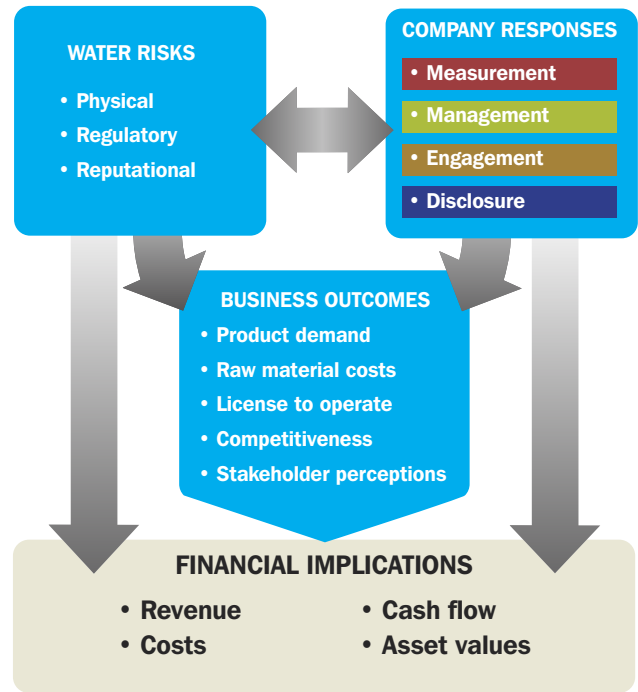 WATER RISKS
• Physical
• Regulatory
• Reputational
COMPANY RESPONSES
• Measurement
• Management
• Engagement
• Disclosure
BUSINESS OUTCOMES
• Product demand
• Raw material costs
• License to operate
• Competitiveness
• Stakeholder perceptions
FINANCIAL IMPLICATIONS
• Revenue
• Costs
• Cash flow
• Asset values